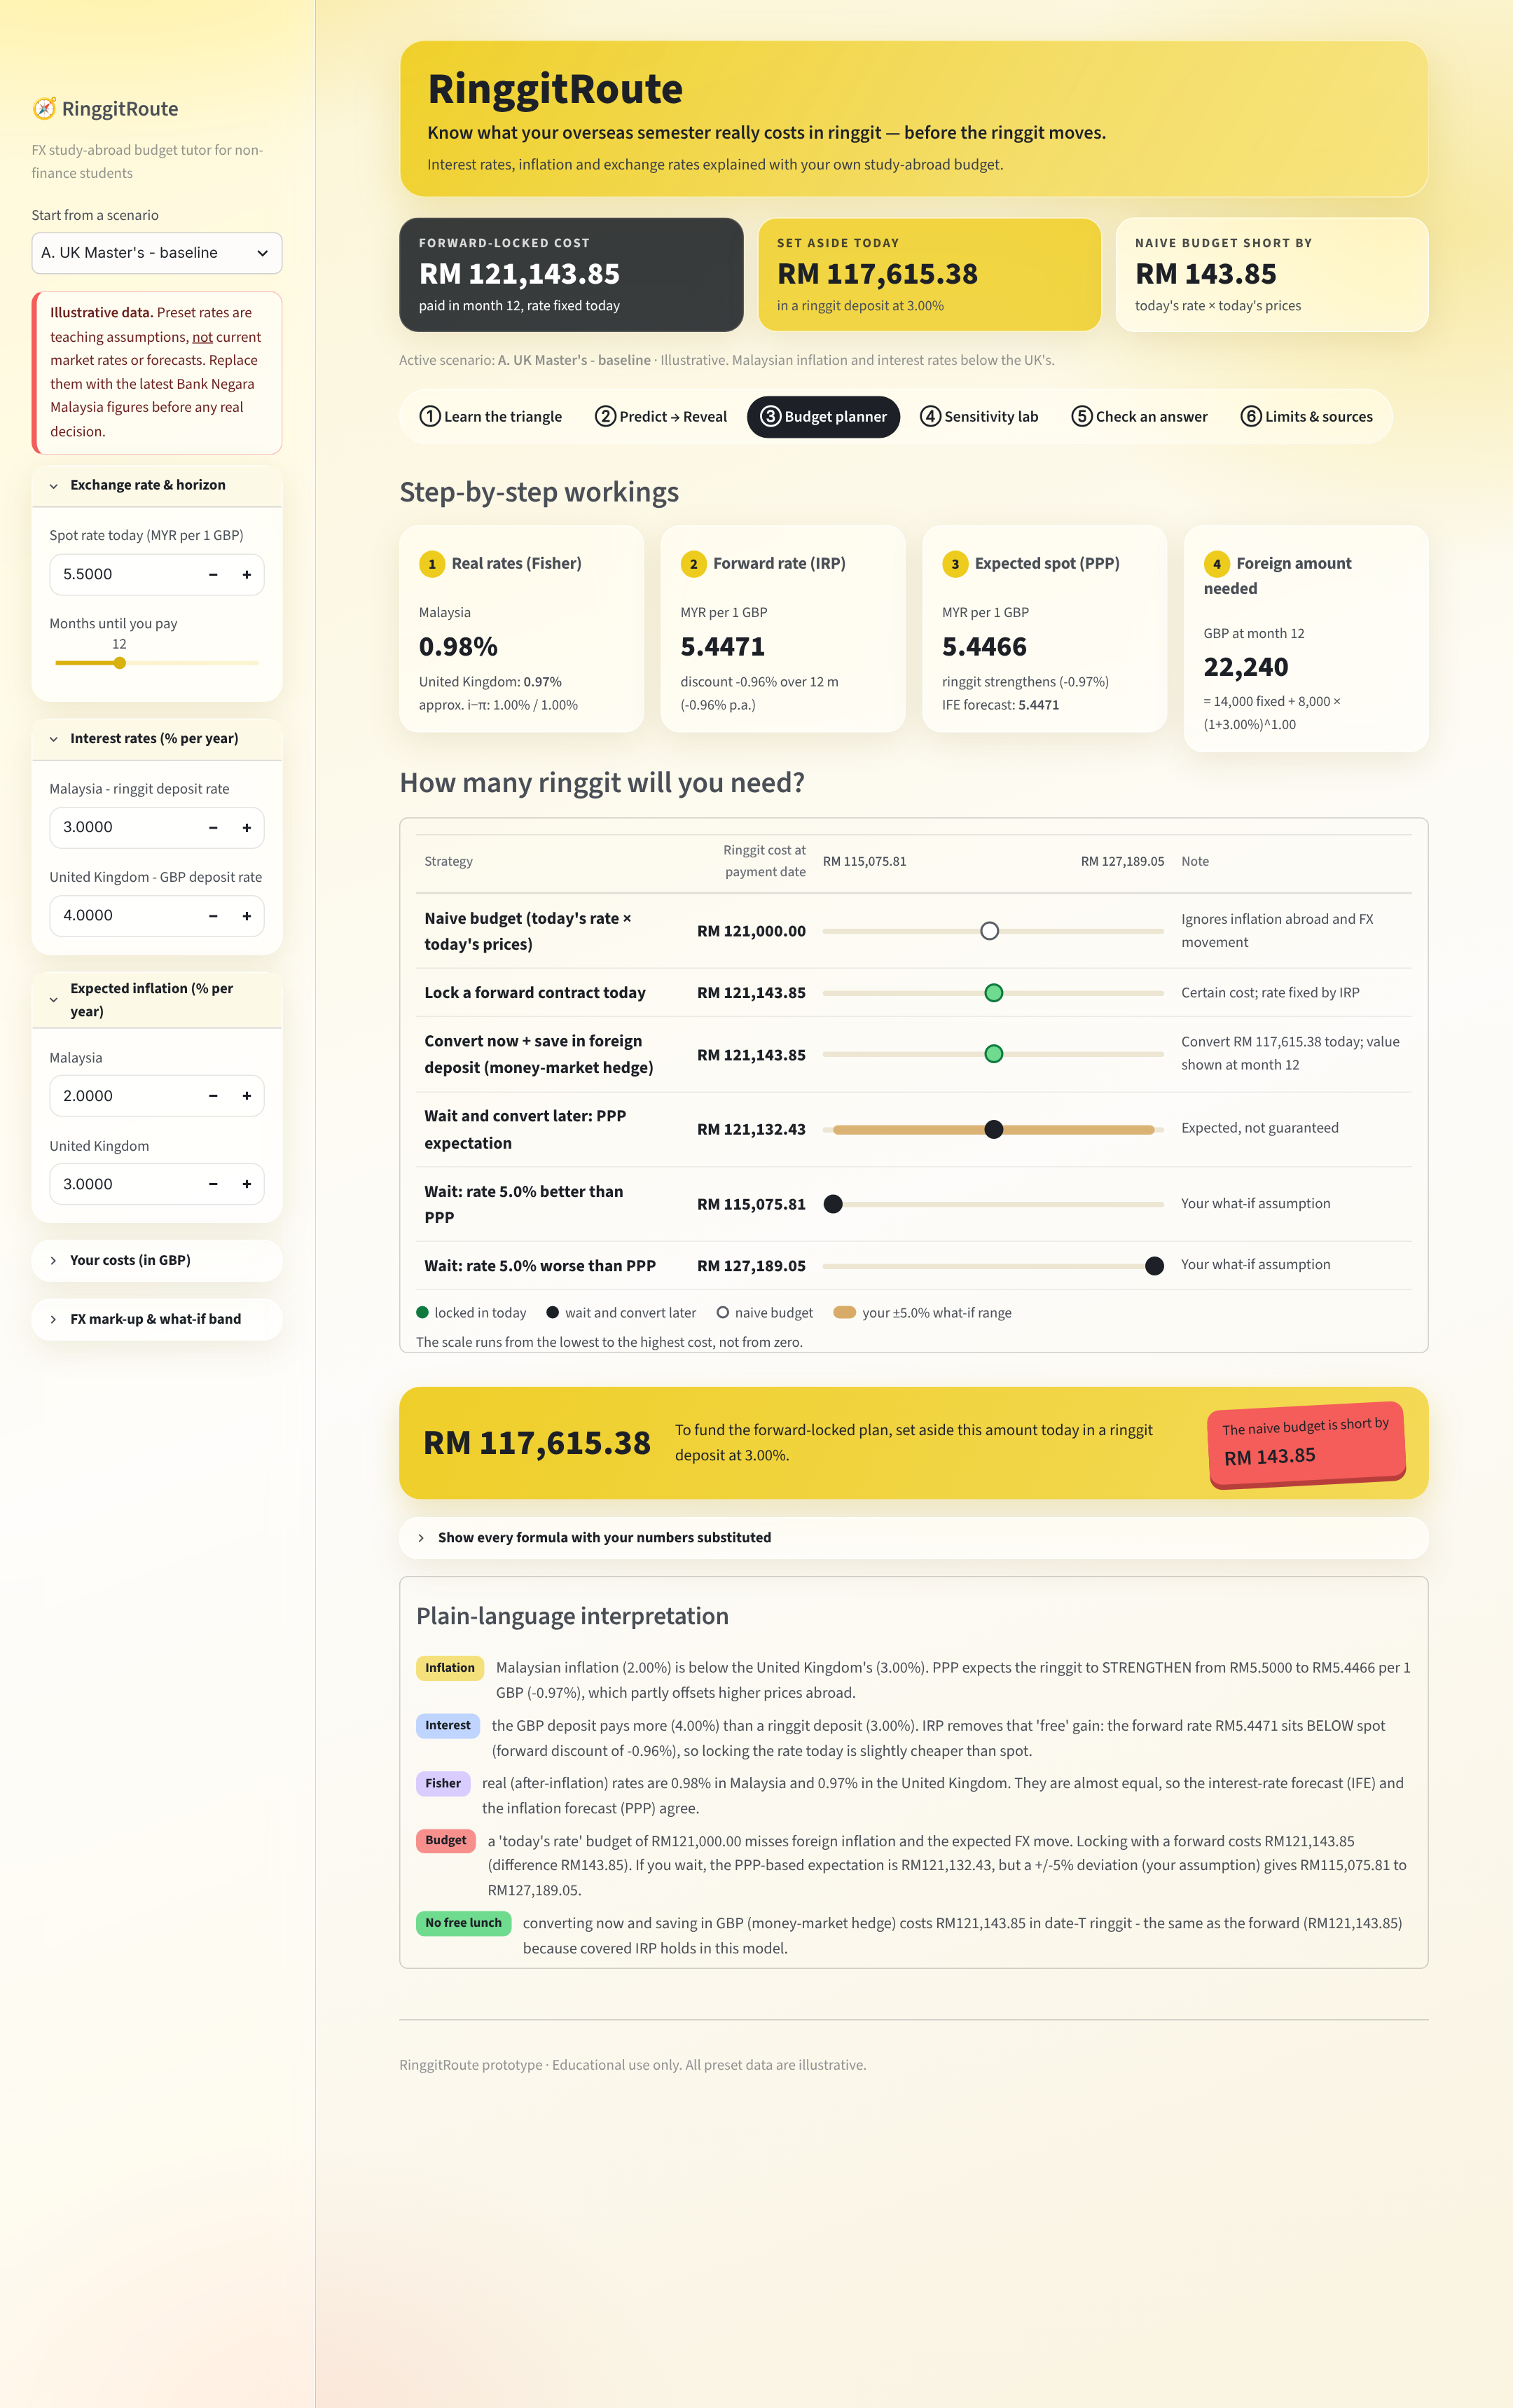 🧭 RinggitRoute
FX study-abroad budget tutor for non-
finance students
Start from a scenario
A. UK Master's - baseline
Illustrative data. Preset rates are
teaching assumptions, not current
market rates or forecasts. Replace
them with the latest Bank Negara
Malaysia figures before any real
decision.
Exchange rate & horizon
Spot rate today (MYR per 1 GBP)
5.5000 − +
Months until you pay
12
Interest rates (% per year)
Malaysia - ringgit deposit rate
3.0000 − +
United Kingdom - GBP deposit rate
4.0000 − +
Expected inflation (% per
year)
Malaysia
2.0000 − +
United Kingdom
3.0000 − +
Your costs (in GBP)
FX mark-up & what-if band
RinggitRoute
Know what your overseas semester really costs in ringgit — before the ringgit moves.
Interest rates, inflation and exchange rates explained with your own study-abroad budget.
FORWARD-LOCKED COST
RM 121,143.85
paid in month 12, rate fixed today
SET ASIDE TODAY
RM 117,615.38
in a ringgit deposit at 3.00%
NAIVE BUDGET SHORT BY
RM 143.85
today's rate × today's prices
Active scenario: A. UK Master's - baseline · Illustrative. Malaysian inflation and interest rates below the UK's.
① Learn the triangle ② Predict → Reveal ③ Budget planner ④ Sensitivity lab ⑤ Check an answer ⑥ Limits & sources
Step-by-step workings
1 Real rates (Fisher)
Malaysia
0.98%
United Kingdom: 0.97%
approx. i−π: 1.00% / 1.00%
2 Forward rate (IRP)
MYR per 1 GBP
5.4471
discount -0.96% over 12 m
(-0.96% p.a.)
3 Expected spot (PPP)
MYR per 1 GBP
5.4466
ringgit strengthens (-0.97%)
IFE forecast: 5.4471
4 Foreign amount
needed
GBP at month 12
22,240
= 14,000 fixed + 8,000 ×
(1+3.00%)^1.00
How many ringgit will you need?
Strategy
Ringgit cost at
payment date
RM 115,075.81 RM 127,189.05
Note
Naive budget (today's rate ×
today's prices)
RM 121,000.00
Ignores inflation abroad and FX
movement
Lock a forward contract today RM 121,143.85 Certain cost; rate fixed by IRP
Convert now + save in foreign
deposit (money-market hedge)
RM 121,143.85
Convert RM 117,615.38 today; value
shown at month 12
Wait and convert later: PPP
expectation
RM 121,132.43
Expected, not guaranteed
Wait: rate 5.0% better than
PPP
RM 115,075.81
Your what-if assumption
Wait: rate 5.0% worse than PPP RM 127,189.05 Your what-if assumption
locked in today wait and convert later naive budget your ±5.0% what-if range
The scale runs from the lowest to the highest cost, not from zero.
RM 117,615.38
To fund the forward-locked plan, set aside this amount today in a ringgit
deposit at 3.00%.
The naive budget is short by
RM 143.85
Show every formula with your numbers substituted
Plain-language interpretation
Inflation Malaysian inflation (2.00%) is below the United Kingdom's (3.00%). PPP expects the ringgit to STRENGTHEN from RM5.5000 to RM5.4466 per 1
GBP (-0.97%), which partly offsets higher prices abroad.
Interest the GBP deposit pays more (4.00%) than a ringgit deposit (3.00%). IRP removes that 'free' gain: the forward rate RM5.4471 sits BELOW spot
(forward discount of -0.96%), so locking the rate today is slightly cheaper than spot.
Fisher real (after-inflation) rates are 0.98% in Malaysia and 0.97% in the United Kingdom. They are almost equal, so the interest-rate forecast (IFE) and
the inflation forecast (PPP) agree.
Budget a 'today's rate' budget of RM121,000.00 misses foreign inflation and the expected FX move. Locking with a forward costs RM121,143.85
(difference RM143.85). If you wait, the PPP-based expectation is RM121,132.43, but a +/-5% deviation (your assumption) gives RM115,075.81 to
RM127,189.05.
No free lunch converting now and saving in GBP (money-market hedge) costs RM121,143.85 in date-T ringgit - the same as the forward (RM121,143.85)
because covered IRP holds in this model.
RinggitRoute prototype · Educational use only. All preset data are illustrative.